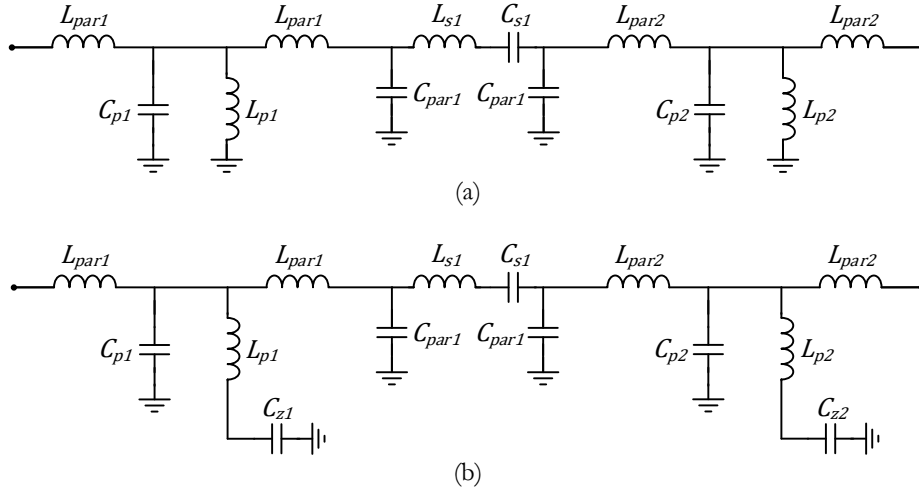 Lpar1 Lpar1 Ls1 Cs1 Lpar2 Lpar2
Cp1 Lp1 Cpar1 Cpar1 Cp2 Lp2
(a)
Lpar1 Lpar1 Ls1 Cs1 Lpar2 Lpar2
Cp1 Lp1 Cpar1 Cpar1 Cp2 Lp2
Cz1 Cz2
(b)